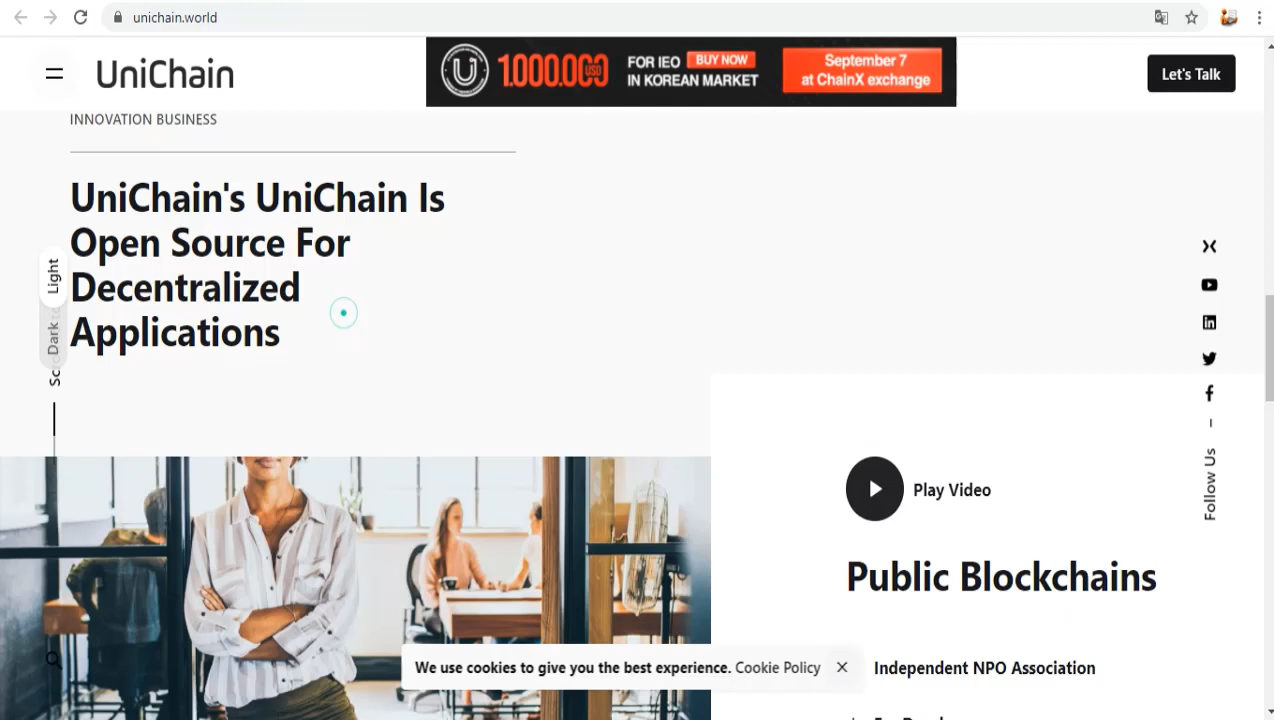 unichain.world
UniChain
1.000.000 USD
FOR IEO BUY NOW
IN KOREAN MARKET
September 7
at ChainX exchange
Let's Talk
INNOVATION BUSINESS
UniChain's UniChain Is
Open Source For
Decentralized
Applications
Light
Dark
Sc
Follow Us
Play Video
Public Blockchains
We use cookies to give you the best experience. Cookie Policy
Independent NPO Association